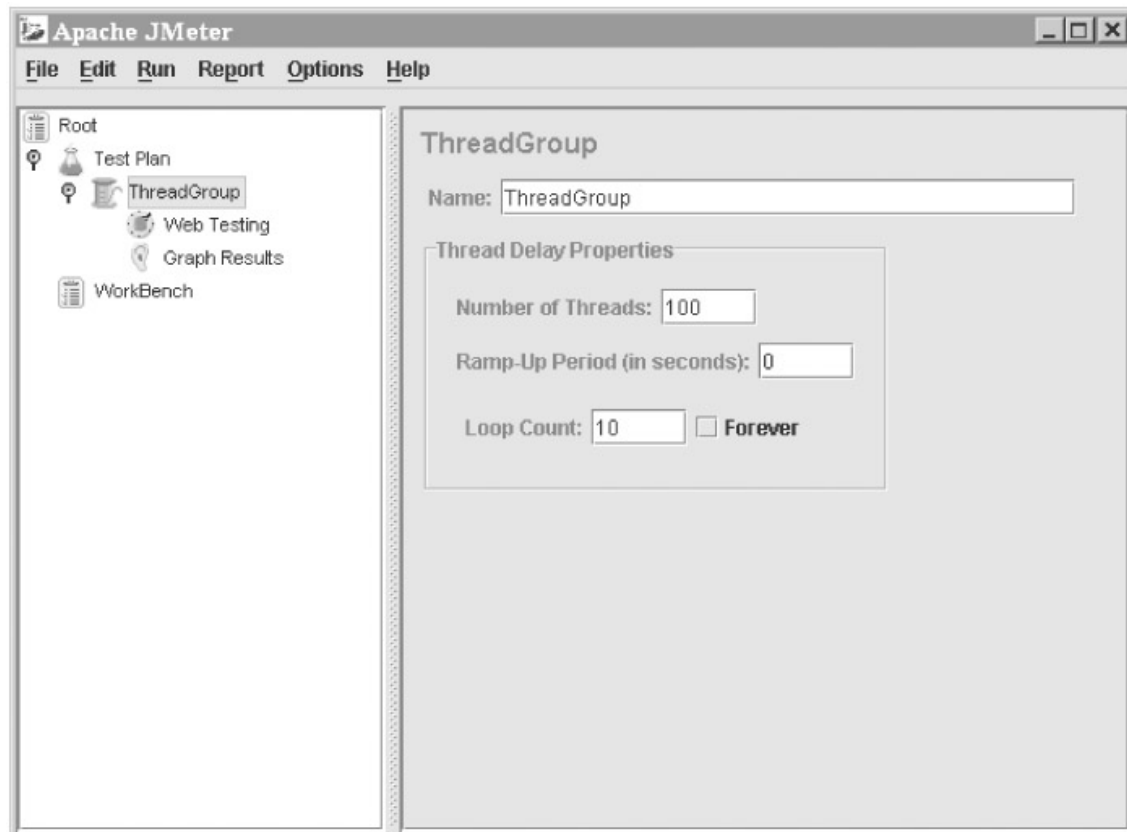 Apache JMeter
File Edit Run Report Options Help
Root
Test Plan
ThreadGroup
Web Testing
Graph Results
WorkBench
ThreadGroup
Name: ThreadGroup
Thread Delay Properties
Number of Threads: 100
Ramp-Up Period (in seconds): 0
Loop Count: 10 Forever